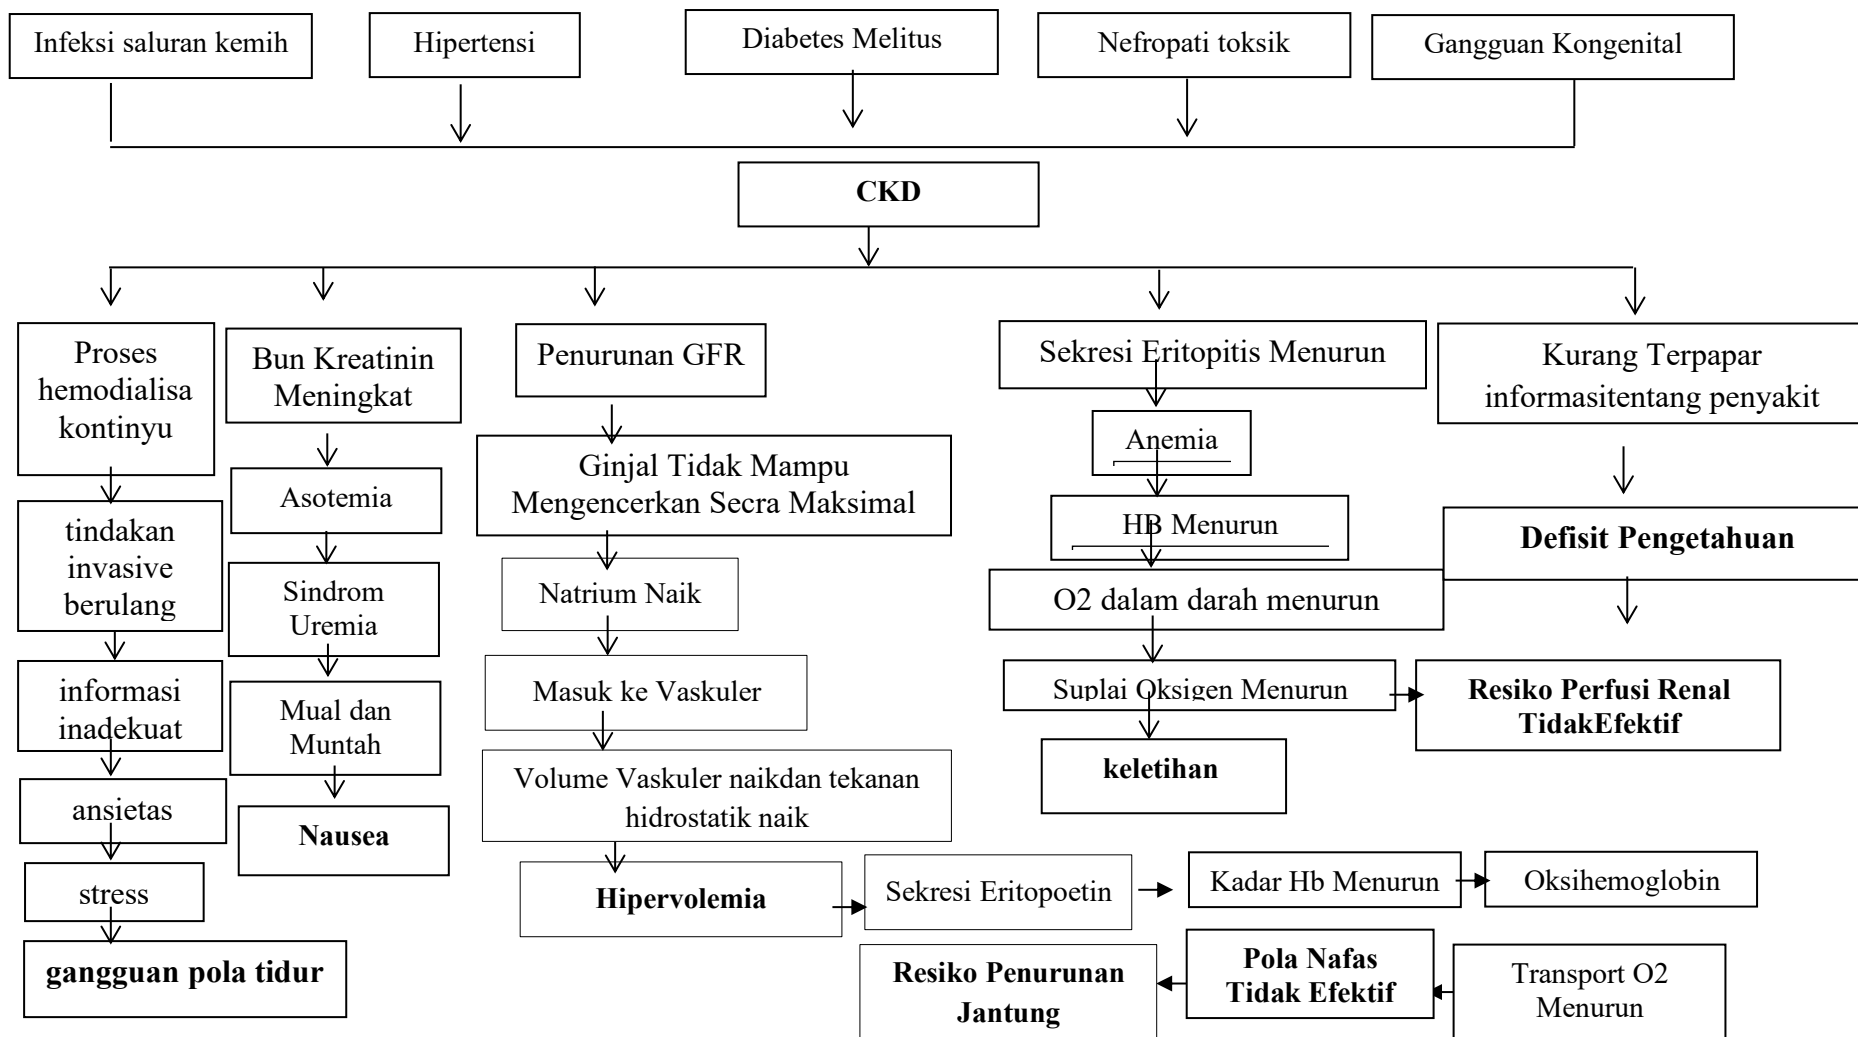 Infeksi saluran kemih
Hipertensi
Diabetes Melitus
Nefropati toksik
Gangguan Kongenital
CKD
Proses
hemodialisa
kontinyu
tindakan
invasive
berulang
informasi
inadekuat
ansietas
stress
gangguan pola tidur
Bun Kreatinin
Meningkat
Asotemia
Sindrom
Uremia
Mual dan
Muntah
Nausea
Penurunan GFR
Ginjal Tidak Mampu
Mengencerkan Secra Maksimal
Natrium Naik
Masuk ke Vaskuler
Volume Vaskuler naikdan tekanan
hidrostatik naik
Hipervolemia
Sekresi Eritopoetin
Kadar Hb Menurun
Oksihemoglobin
Transport O2
Menurun
Pola Nafas
Tidak Efektif
Resiko Penurunan
Jantung
Sekresi Eritopitis Menurun
Anemia
HB Menurun
O2 dalam darah menurun
Suplai Oksigen Menurun
keletihan
Kurang Terpapar
informasitentang penyakit
Defisit Pengetahuan
Resiko Perfusi Renal
TidakEfektif